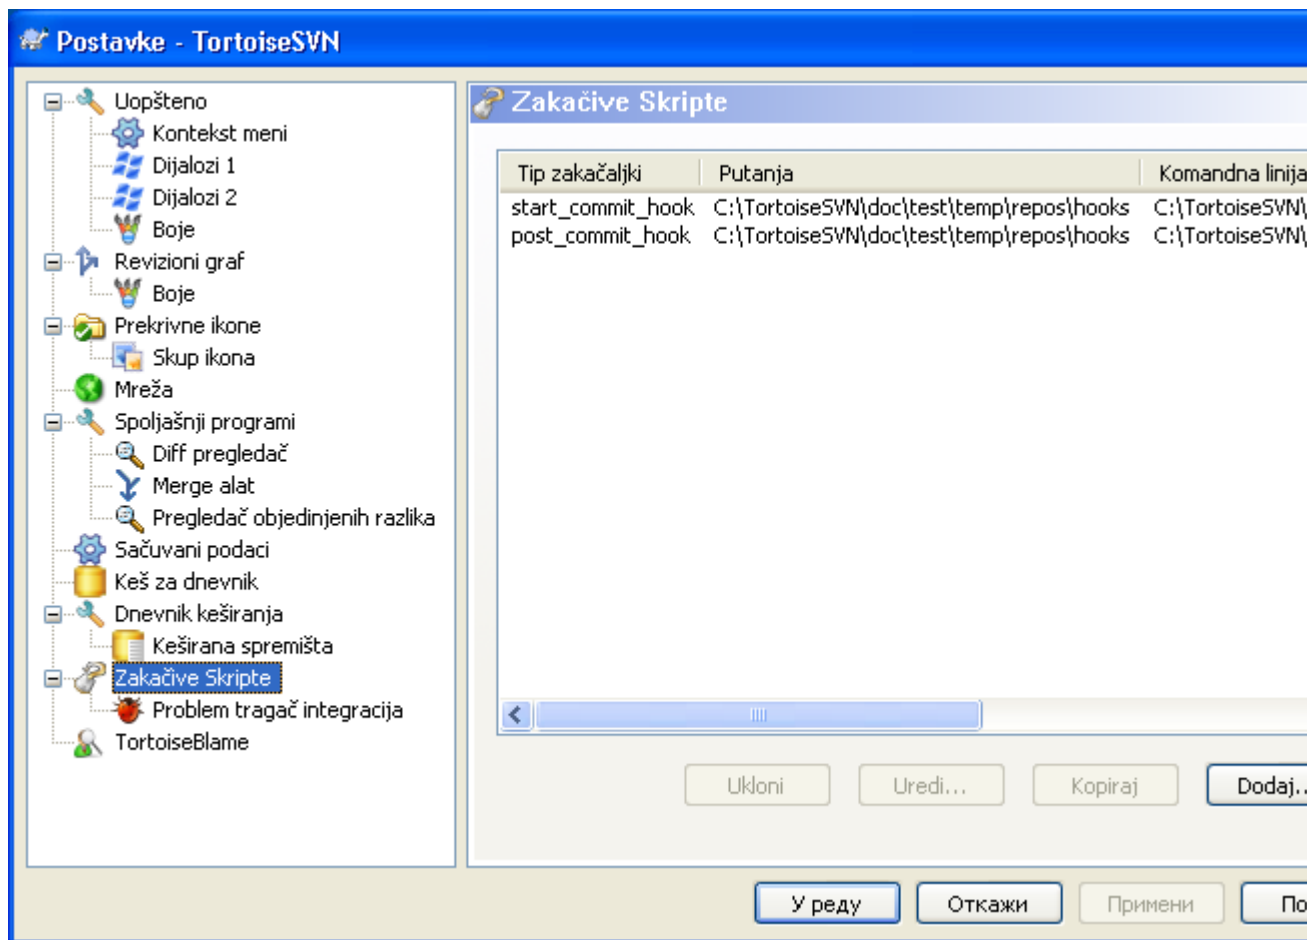 Postavke - TortoiseSVN
Uopšteno
Kontekst meni
Dijalozi 1
Dijalozi 2
Boje
Revizioni graf
Boje
Prekrivne ikone
Skup ikona
Mreža
Spoljašnji programi
Diff pregledač
Merge alat
Pregledač objedinjenih razlika
Sačuvani podaci
Keš za dnevnik
Dnevnik keširanja
Keširana spremišta
Zakačive Skripte
Problem tragač integracija
TortoiseBlame
Zakačive Skripte
Tip zakačaljki Putanja Komandna linija
start_commit_hook C:\TortoiseSVN\doc\test\temp\repos\hooks C:\TortoiseSVN\
post_commit_hook C:\TortoiseSVN\doc\test\temp\repos\hooks C:\TortoiseSVN\
Ukloni Uredi... Kopiraj Dodaj..
У реду Откажи Примени По